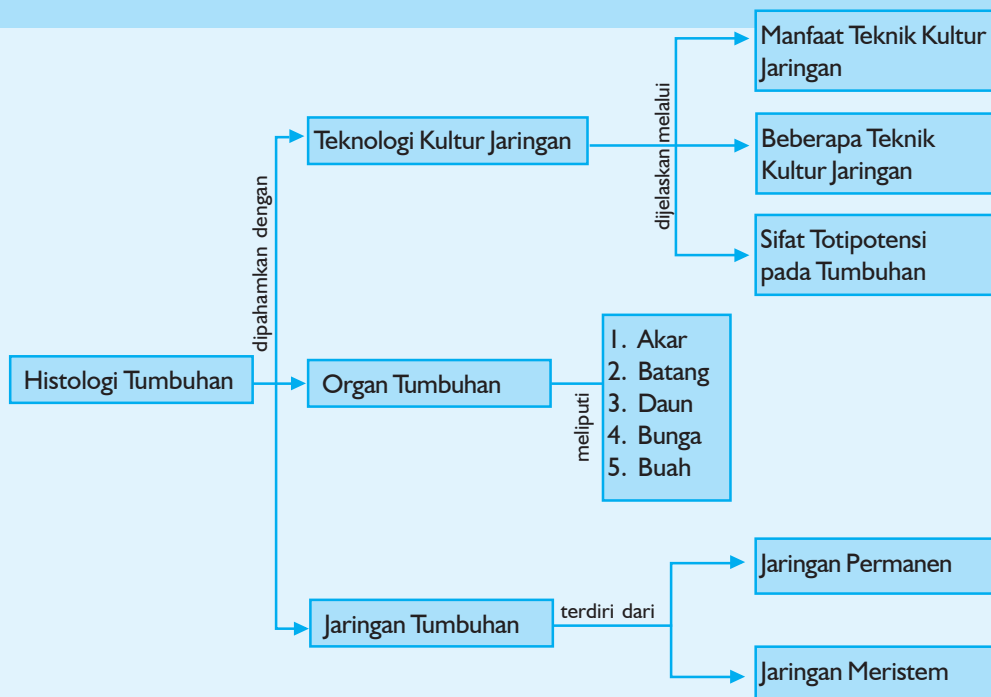 Manfaat Teknik Kultur
Jaringan
Teknologi Kultur Jaringan
dijelaskan melalui
Beberapa Teknik
Kultur Jaringan
Sifat Totipotensi
pada Tumbuhan
dipahamkan dengan
Histologi Tumbuhan
Organ Tumbuhan
meliputi
1. Akar
2. Batang
3. Daun
4. Bunga
5. Buah
Jaringan Tumbuhan
terdiri dari
Jaringan Permanen
Jaringan Meristem